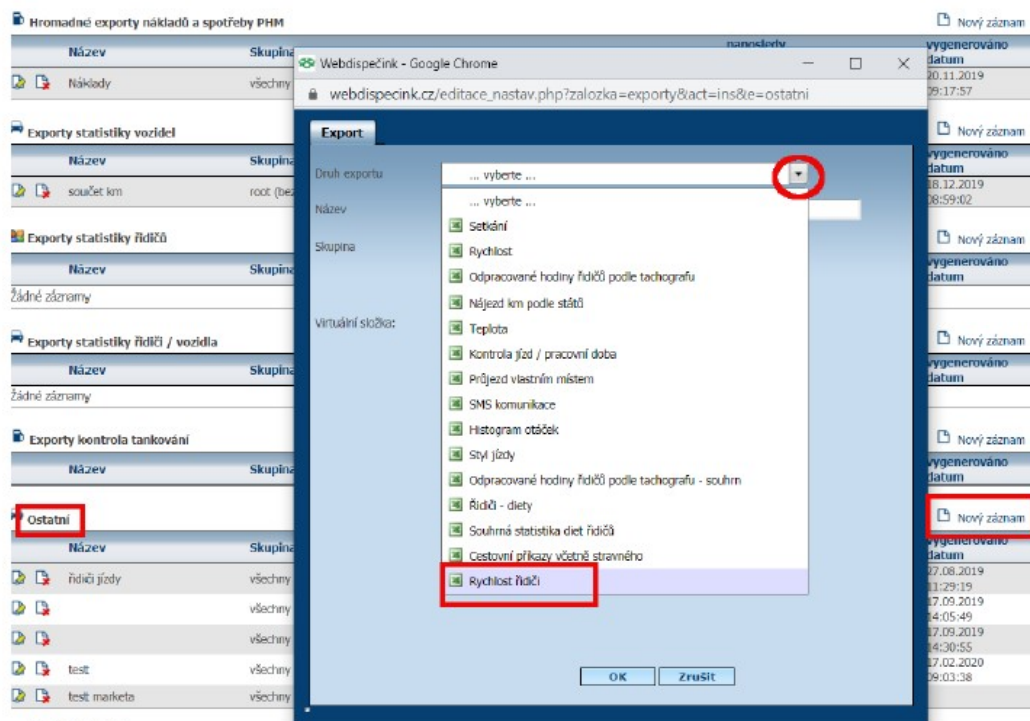 Hromadné exporty nákladů a spotřeby PHM
Nový záznam
Název
Skupina
naposledy
vygenerováno
datum
Náklady
všechny
20.11.2019
09:17:57
Exporty statistiky vozidel
Nový záznam
Název
Skupina
vygenerováno
datum
součet km
root (bez
18.12.2019
08:59:02
Exporty statistiky řidičů
Nový záznam
Název
Skupina
vygenerováno
datum
Žádné záznamy
Exporty statistiky řidiči / vozidla
Nový záznam
Název
Skupina
vygenerováno
datum
Žádné záznamy
Exporty kontrola tankování
Nový záznam
Název
Skupina
vygenerováno
datum
Ostatní
Nový záznam
Název
Skupina
vygenerováno
datum
řidiči jízdy
všechny
27.08.2019
11:29:19
všechny
17.09.2019
14:05:49
všechny
17.09.2019
14:30:55
test
všechny
17.02.2020
09:03:38
test marketa
všechny
Webdispečink - Google Chrome
webdispecink.cz/editace_nastav.php?zalozka=exporty&act=ins&e=ostatni
Export
Druh exportu
... vyberte ...
Název
Skupina
Virtuální složka:
... vyberte ...
Setkání
Rychlost
Odpracované hodiny řidičů podle tachografu
Nájezd km podle států
Teplota
Kontrola jízd / pracovní doba
Průjezd vlastním místem
SMS komunikace
Histogram otáček
Styl jízdy
Odpracované hodiny řidičů podle tachografu - souhrn
Řidiči - diety
Souhrná statistika diet řidičů
Cestovní příkazy včetně stravného
Rychlost řidiči
OK
Zrušit